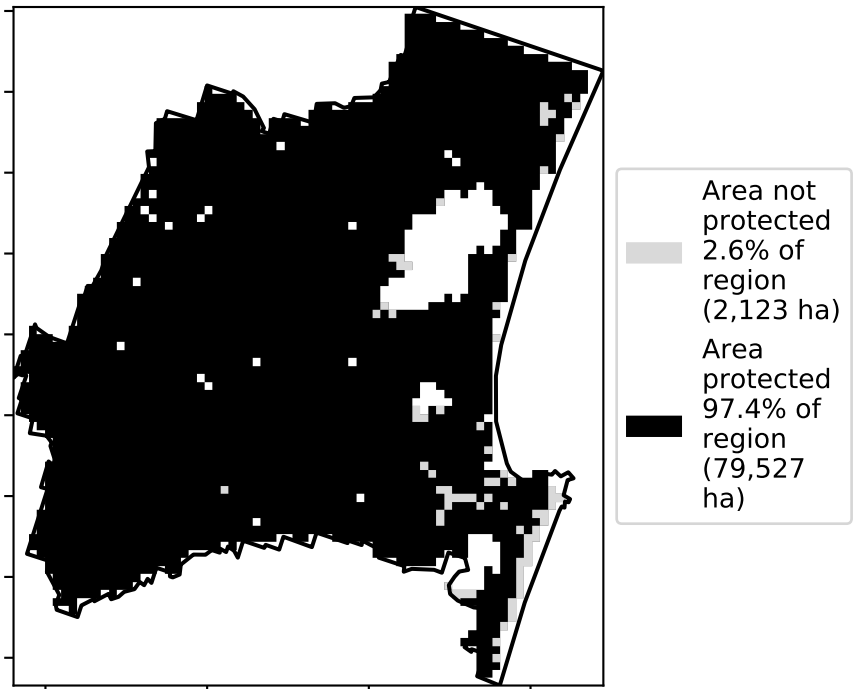 Area not
protected
2.6% of
region
(2,123 ha)
Area
protected
97.4% of
region
(79,527
ha)